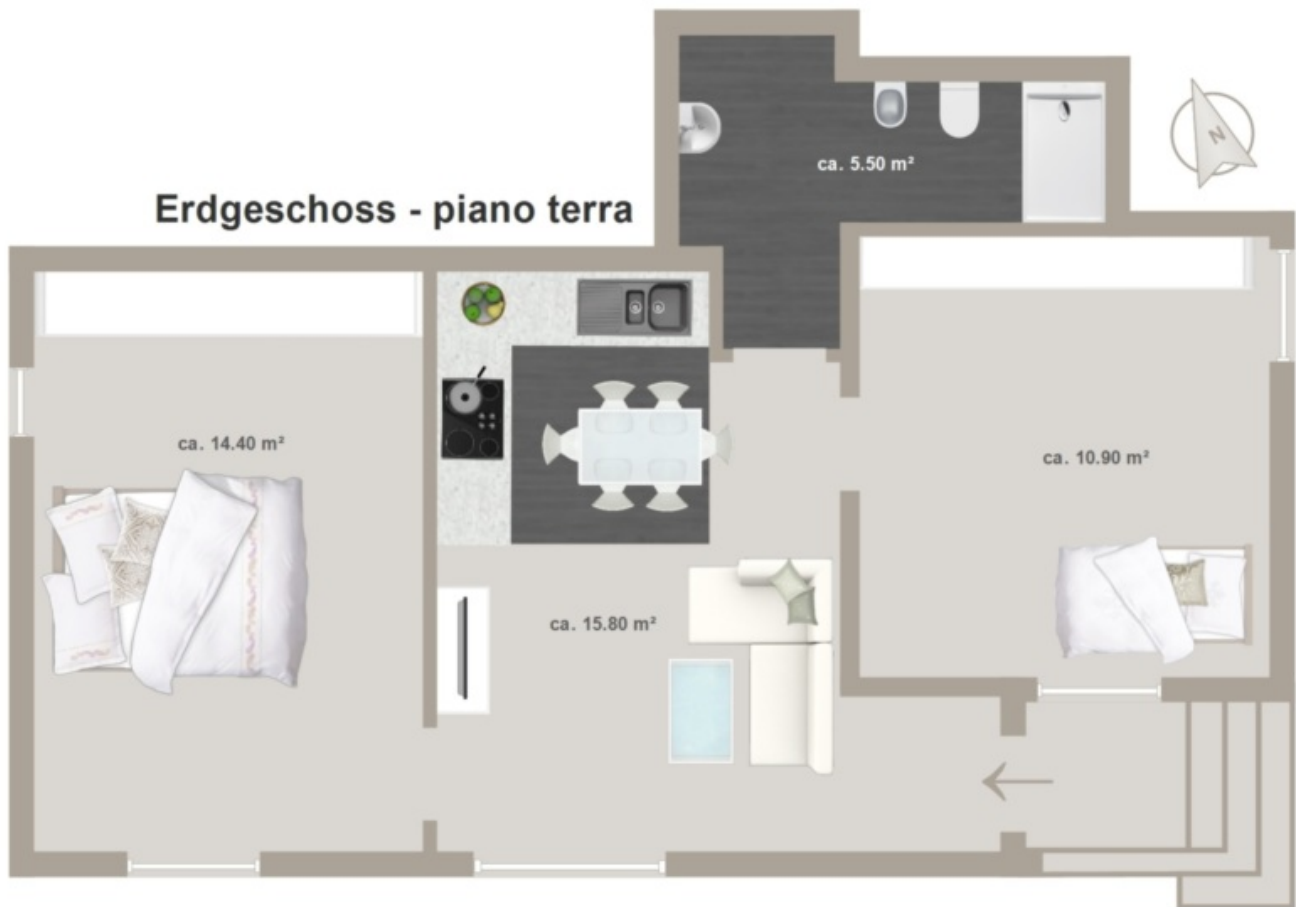 ca. 5.50 m²
N
Erdgeschoss - piano terra
ca. 14.40 m²
ca. 10.90 m²
ca. 15.80 m²